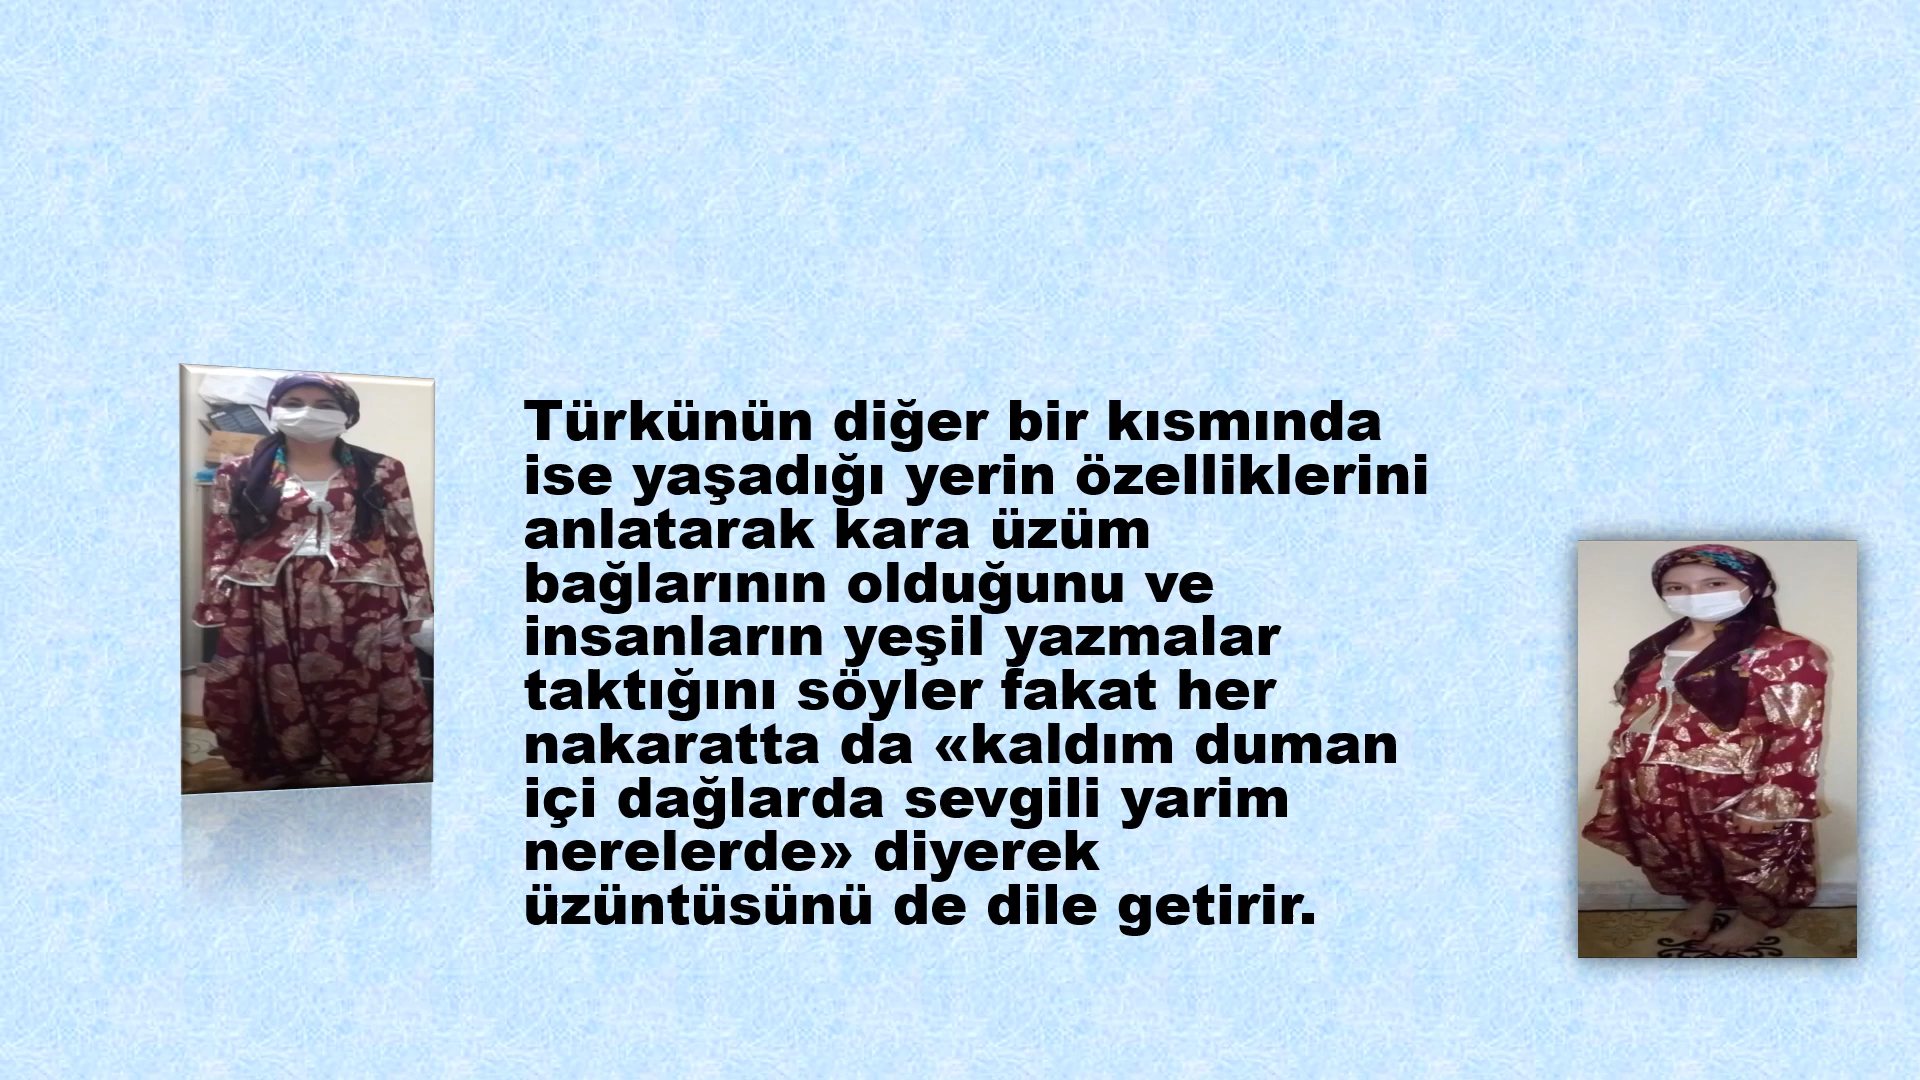 Türkünün diğer bir kısmında
ise yaşadığı yerin özelliklerini
anlatarak kara üzüm
bağlarının olduğunu ve
insanların yeşil yazmalar
taktığını söyler fakat her
nakaratta da «kaldım duman
içi dağlarda sevgili yarim
nerelerde» diyerek
üzüntüsünü de dile getirir.